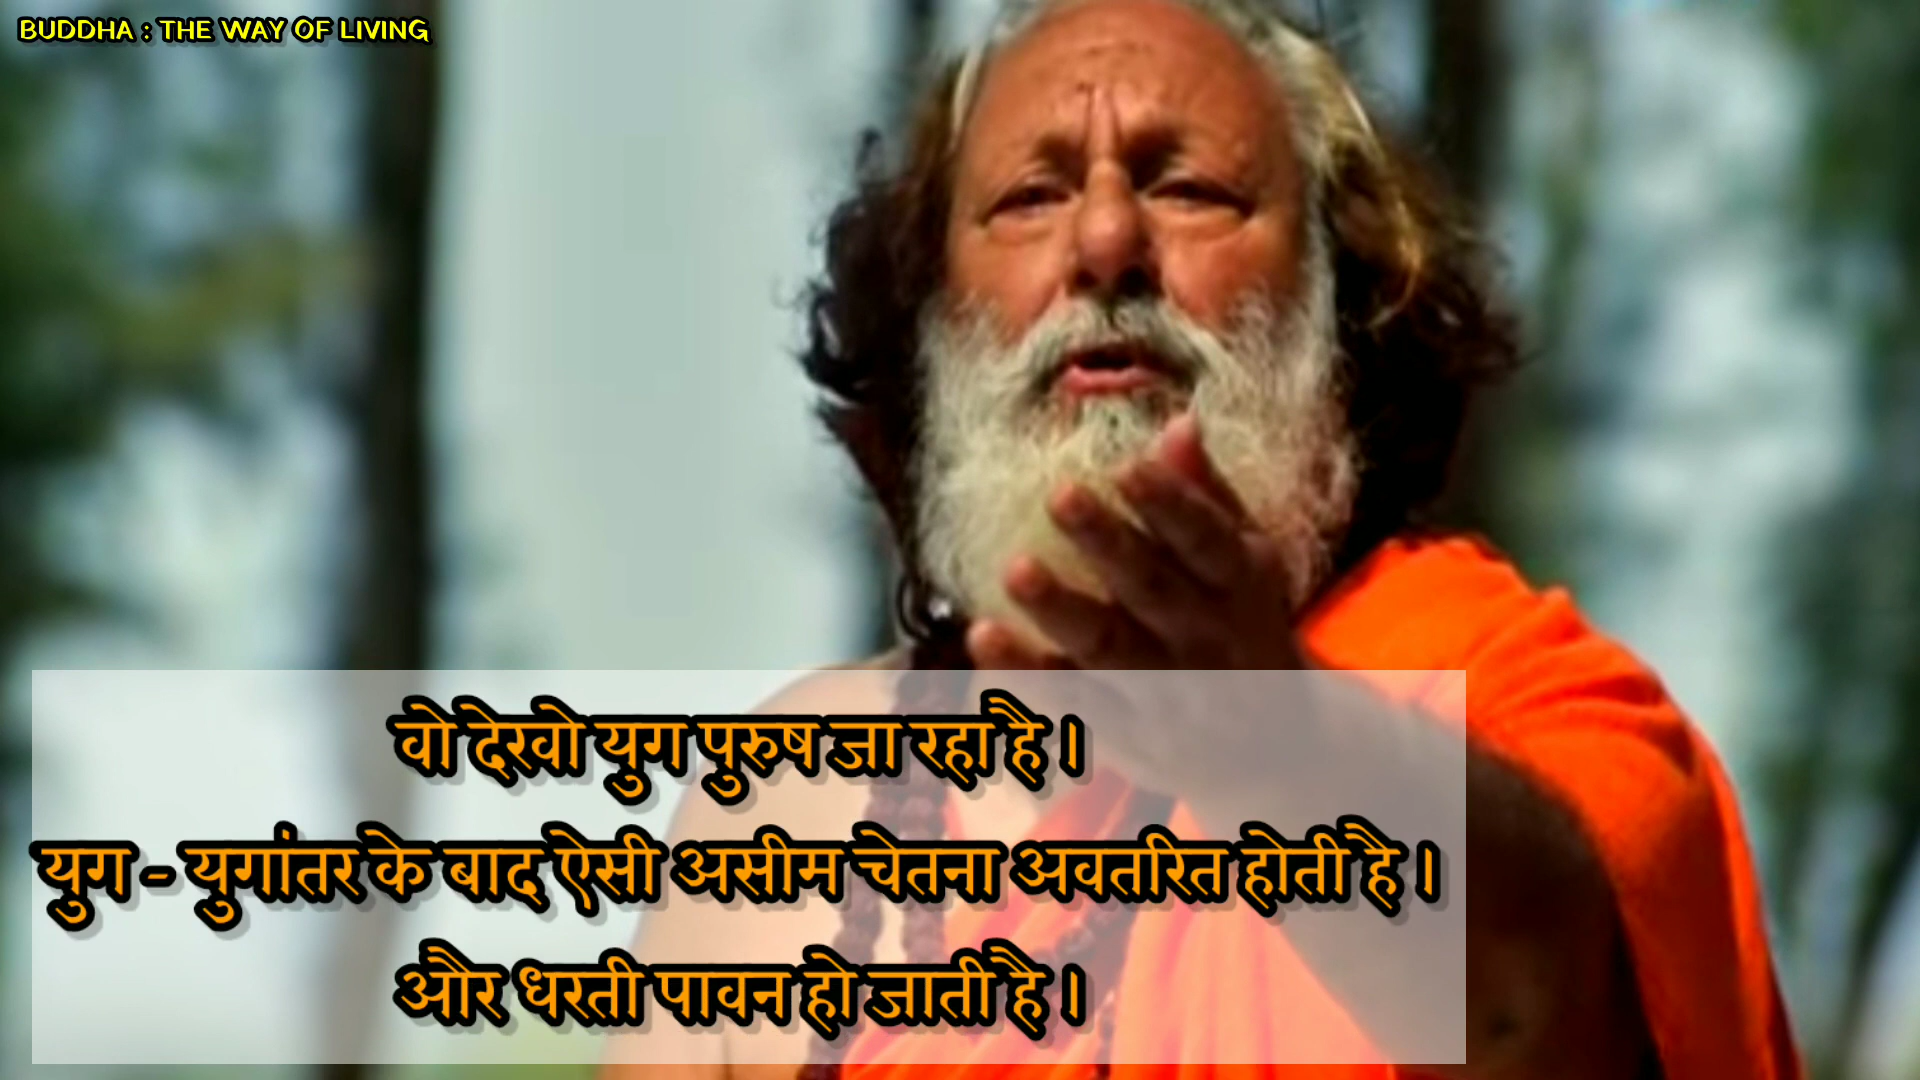 BUDDHA : THE WAY OF LIVING
वो देखो युग पुरुष जा रहा है ।
युग - युगांतर के बाद ऐसी असीम चेतना अवतरित होती है ।
और धरती पावन हो जाती है ।